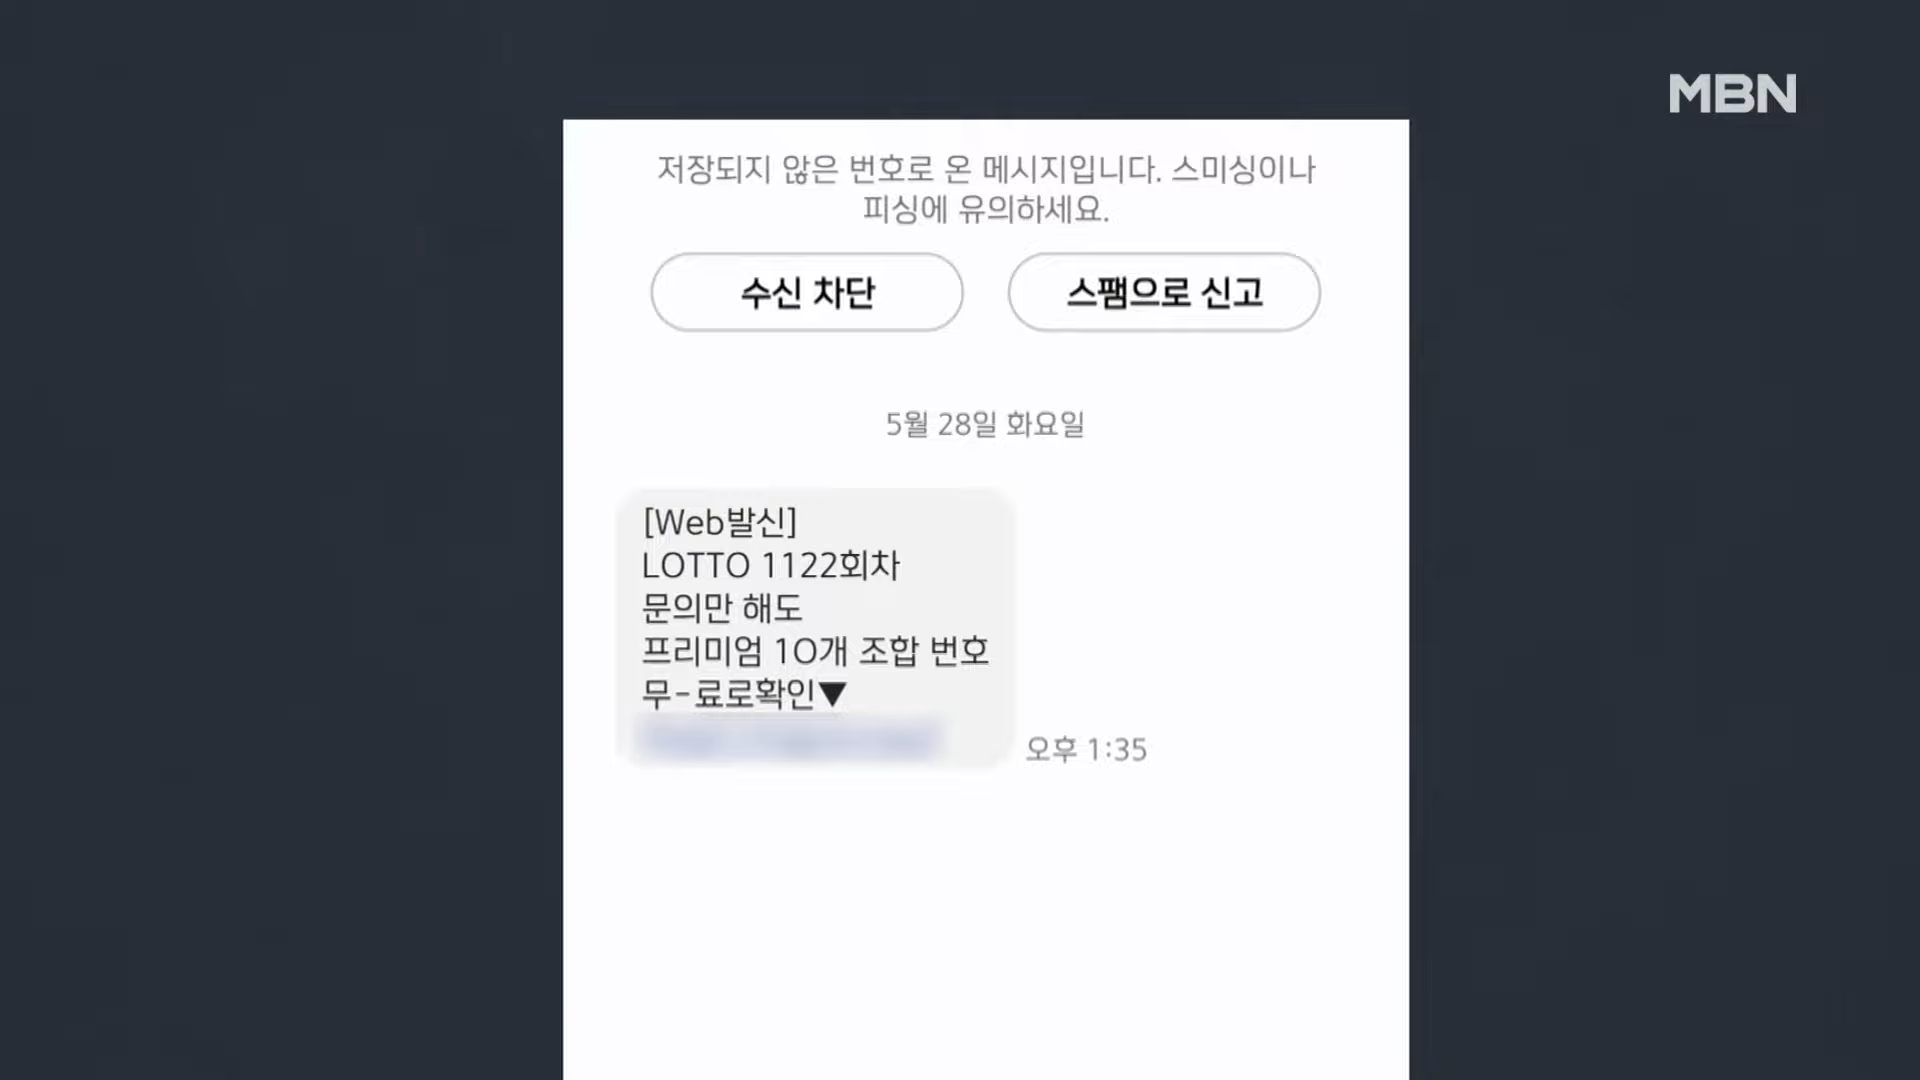 MBN
저장되지 않은 번호로 온 메시지입니다. 스미싱이나
피싱에 유의하세요.
수신 차단
스팸으로 신고
5월 28일 화요일
[Web발신]
LOTTO 1122회차
문의만 해도
프리미엄 1O개 조합 번호
무-료로확인▼
오후 1:35